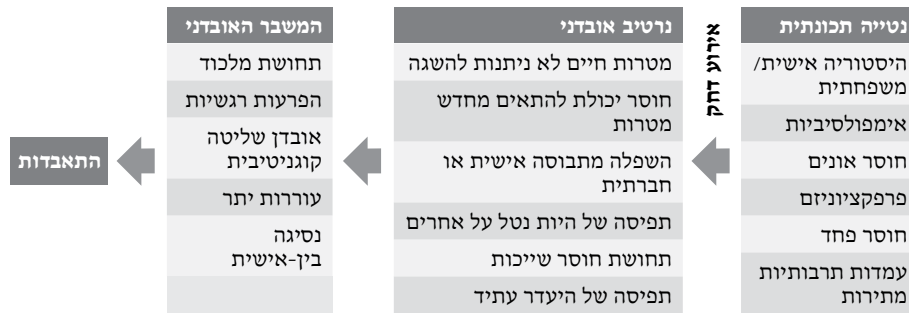 נטייה תכונתית
היסטוריה אישית/
משפחתית
אימפולסיביות
חוסר אונים
פרפקציוניזם
חוסר פחד
עמדות תרבותיות
מתירות
אירוע דחק
נרטיב אובדני
מטרות חיים לא ניתנות להשגה
חוסר יכולת להתאים מחדש
מטרות
השפלה מתבוסה אישית או
חברתית
תפיסה של היות נטל על אחרים
תחושת חוסר שייכות
תפיסה של היעדר עתיד
המשבר האובדני
תחושת מלכוד
הפרעות רגשיות
אובדן שליטה
קוגניטיבית
עוררות יתר
נסיגה
בין-אישית
התאבדות